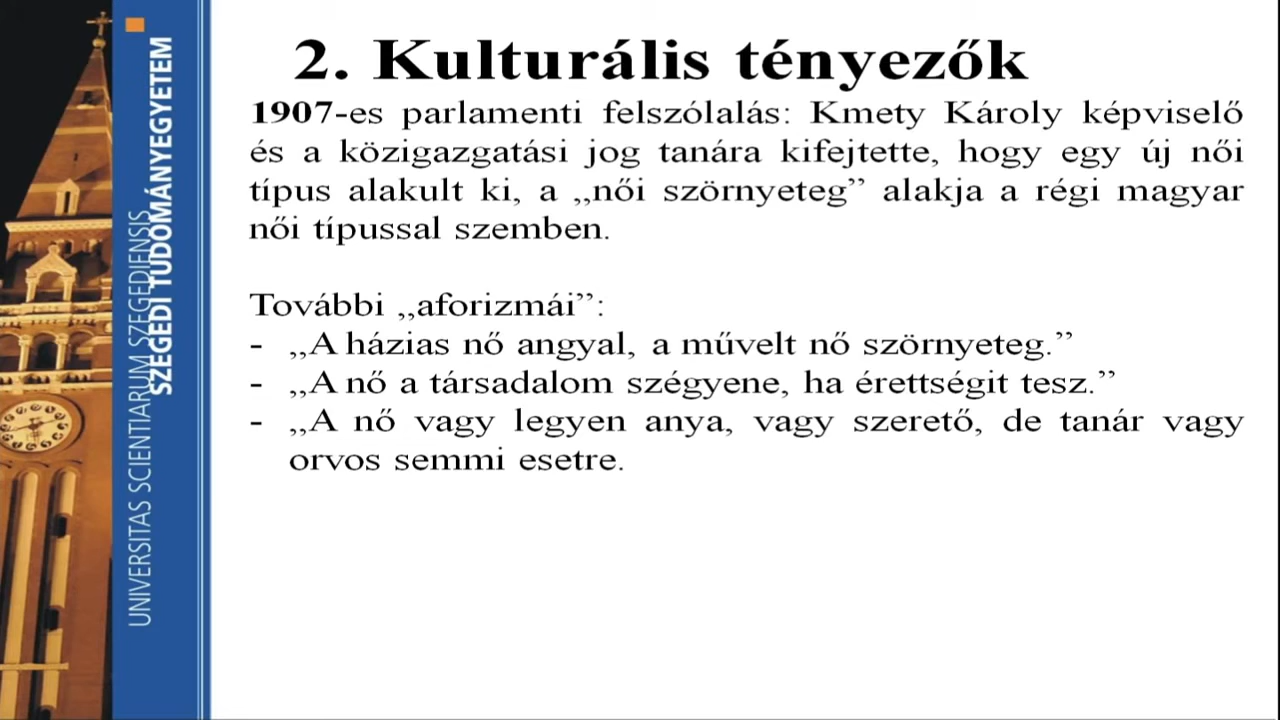 2. Kulturális tényezők
1907-es parlamenti felszólalás: Kmety Károly képviselő
és a közigazgatási jog tanára kifejtette, hogy egy új női
típus alakult ki, a „női szörnyeteg” alakja a régi magyar
női típussal szemben.
További „aforizmái”:
- „A házias nő angyal, a művelt nő szörnyeteg.”
- „A nő a társadalom szégyene, ha érettségit tesz.”
- „A nő vagy legyen anya, vagy szerető, de tanár vagy
orvos semmi esetre.
UNIVERSITAS SCIENTIARUM SZEGEDIENSIS
SZEGEDI TUDOMÁNYEGYETEM